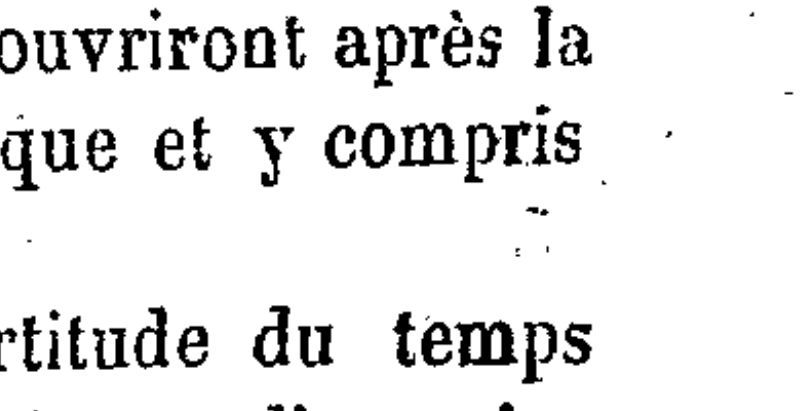 ouvriront après la
que et y compris
rtitude du temps